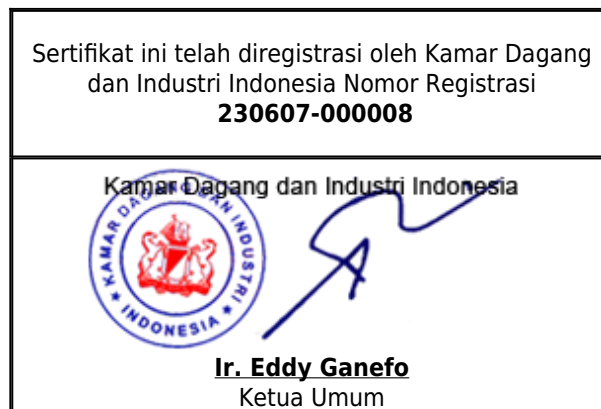 Sertifikat ini telah diregistrasi oleh Kamar Dagang
dan Industri Indonesia Nomor Registrasi
230607-000008
Kamar Dagang dan Industri Indonesia
KAMAR DAGANG DAN INDUSTRI
INDONESIA
Ir. Eddy Ganefo
Ketua Umum